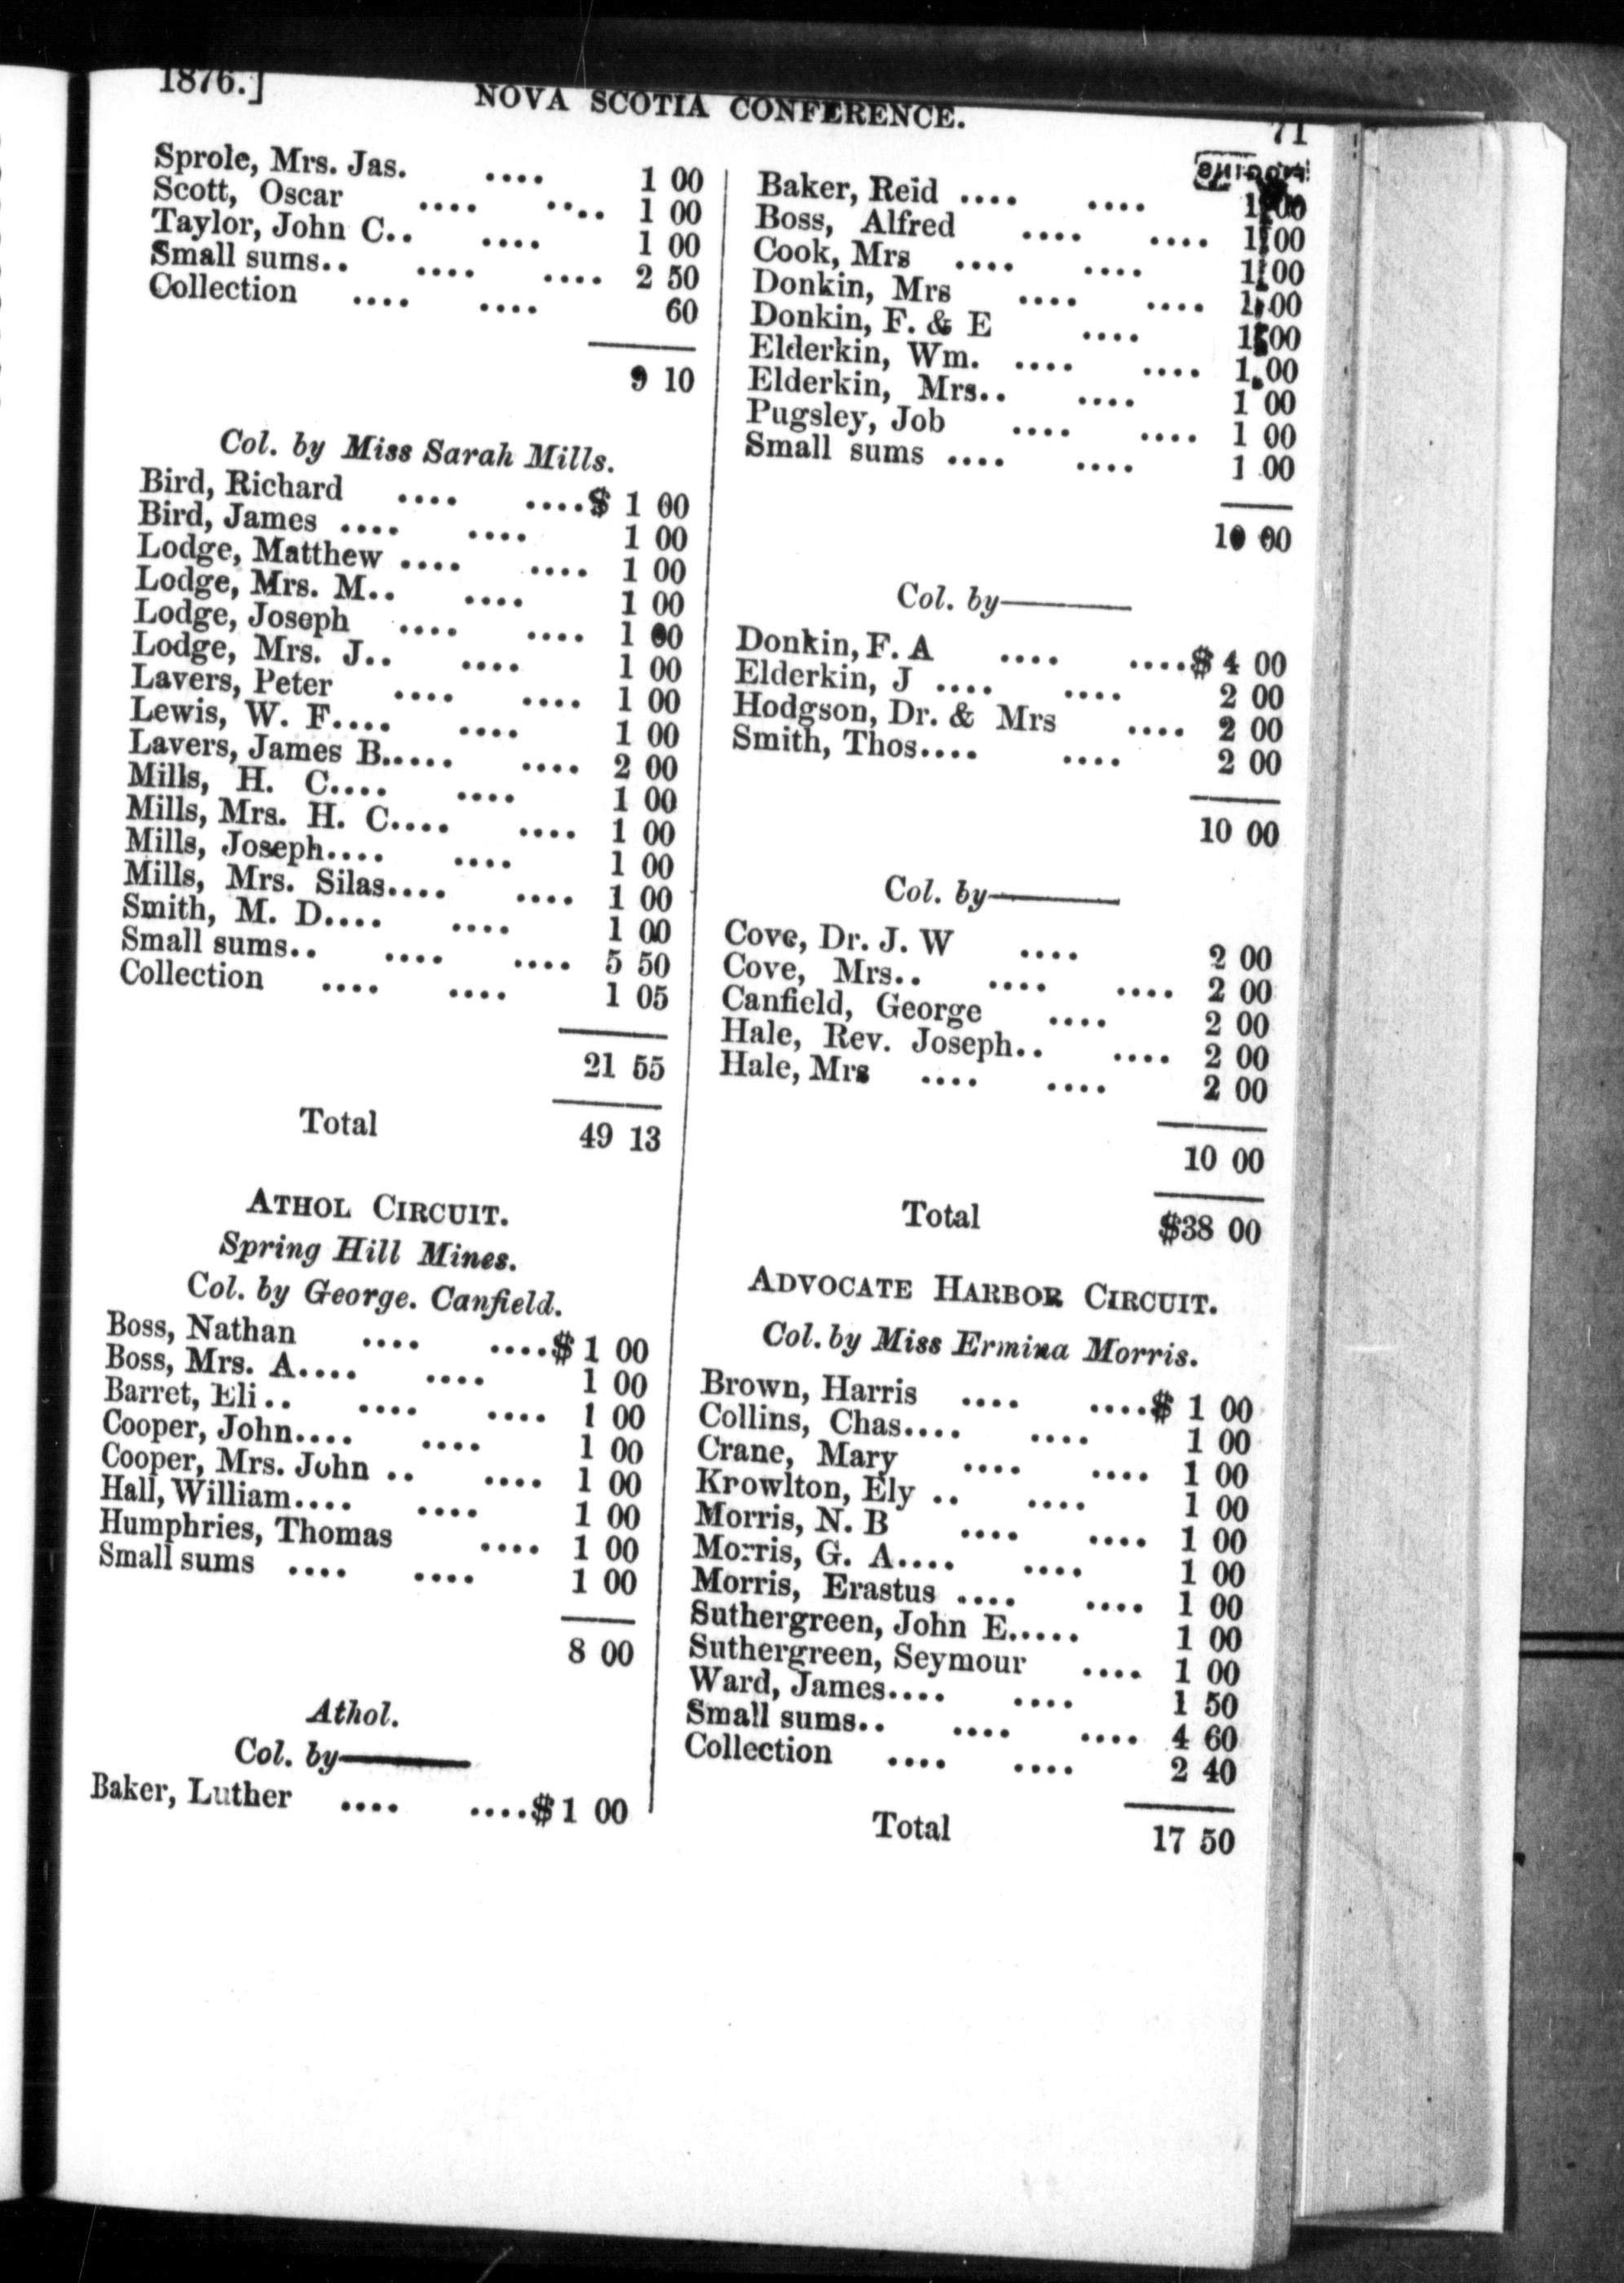 1876.]
NOVA SCOTIA CONFERENCE.
71
Sprole, Mrs. Jas. .... 1 00
Scott, Oscar .... .... 1 00
Taylor, John C.. .... 1 00
Small sums.. .... .... 2 50
Collection .... .... 60
9 10
Col. by Miss Sarah Mills.
Bird, Richard .... ....$ 1 00
Bird, James .... .... 1 00
Lodge, Matthew .... .... 1 00
Lodge, Mrs. M.. .... 1 00
Lodge, Joseph .... .... 1 00
Lodge, Mrs. J.. .... 1 00
Lavers, Peter .... .... 1 00
Lewis, W. F.... .... 1 00
Lavers, James B..... .... 2 00
Mills, H. C.... .... 1 00
Mills, Mrs. H. C.... .... 1 00
Mills, Joseph.... .... 1 00
Mills, Mrs. Silas.... .... 1 00
Smith, M. D.... .... 1 00
Small sums.. .... .... 5 50
Collection .... .... 1 05
21 55
Total 49 13
ATHOL CIRCUIT.
Spring Hill Mines.
Col. by George. Canfield.
Boss, Nathan .... ....$ 1 00
Boss, Mrs. A.... .... 1 00
Barret, Eli .. .... .... 1 00
Cooper, John.... .... 1 00
Cooper, Mrs. John .. .... 1 00
Hall, William.... .... 1 00
Humphries, Thomas .... 1 00
Small sums .... .... 1 00
8 00
Athol.
Col. by———
Baker, Luther .... ....$1 00
Baker, Reid .... .... 1 00
Boss, Alfred .... .... 1 00
Cook, Mrs .... .... 1 00
Donkin, Mrs .... .... 1 00
Donkin, F. & E .... 1 00
Elderkin, Wm. .... .... 1 00
Elderkin, Mrs.. .... 1 00
Pugsley, Job .... .... 1 00
Small sums .... .... 1 00
10 00
Col. by———
Donkin, F. A .... ....$ 4 00
Elderkin, J .... .... 2 00
Hodgson, Dr. & Mrs .... 2 00
Smith, Thos.... .... 2 00
10 00
Col. by———
Cove, Dr. J. W .... 2 00
Cove, Mrs.. .... .... 2 00
Canfield, George .... 2 00
Hale, Rev. Joseph.. .... 2 00
Hale, Mrs .... .... 2 00
10 00
Total $38 00
ADVOCATE HARBOR CIRCUIT.
Col. by Miss Ermina Morris.
Brown, Harris .... ....$ 1 00
Collins, Chas.... .... 1 00
Crane, Mary .... .... 1 00
Krowlton, Ely .. .... 1 00
Morris, N. B .... .... 1 00
Morris, G. A.... .... 1 00
Morris, Erastus .... .... 1 00
Suthergreen, John E..... 1 00
Suthergreen, Seymour .... 1 00
Ward, James.... .... 1 50
Small sums.. .... .... 4 60
Collection .... .... 2 40
Total 17 50